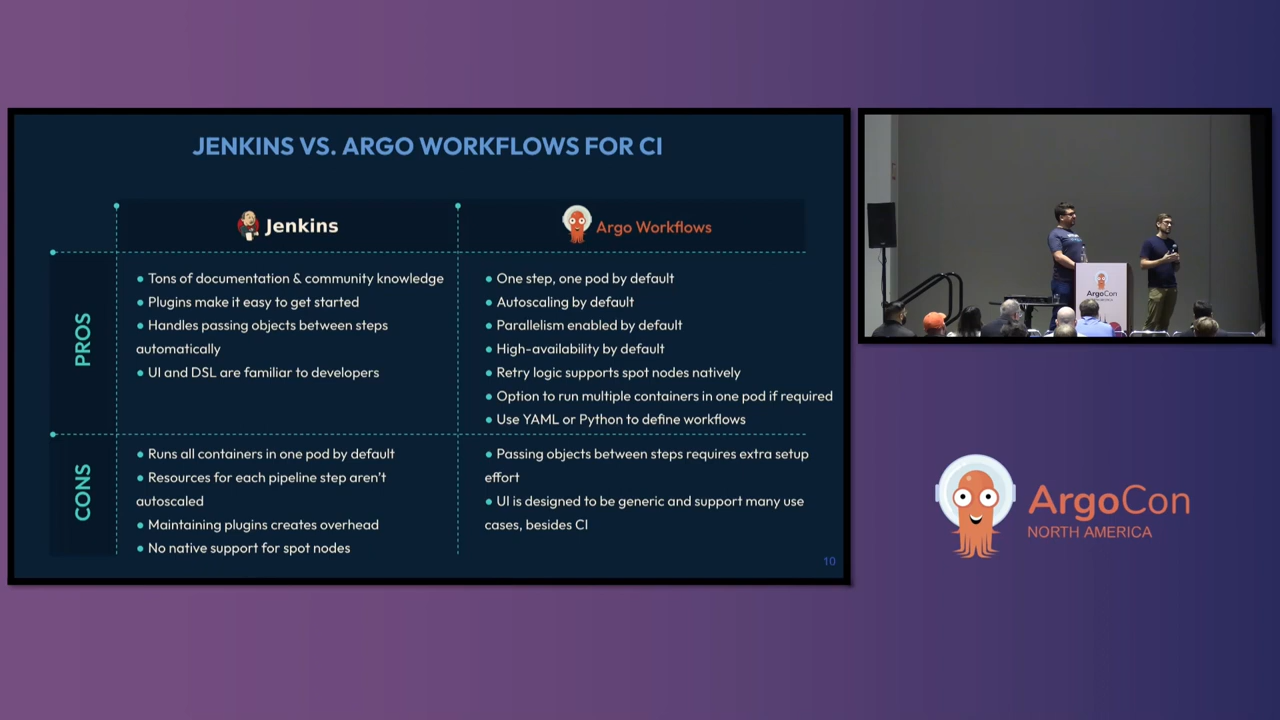 JENKINS VS. ARGO WORKFLOWS FOR CI
Jenkins
Argo Workflows
PROS
● Tons of documentation & community knowledge
● Plugins make it easy to get started
● Handles passing objects between steps
automatically
● UI and DSL are familiar to developers
● One step, one pod by default
● Autoscaling by default
● Parallelism enabled by default
● High-availability by default
● Retry logic supports spot nodes natively
● Option to run multiple containers in one pod if required
● Use YAML or Python to define workflows
CONS
● Runs all containers in one pod by default
● Resources for each pipeline step aren't
autoscaled
● Maintaining plugins creates overhead
● No native support for spot nodes
● Passing objects between steps requires extra setup
effort
● UI is designed to be generic and support many use
cases, besides CI
10
ArgoCon
ArgoCon
NORTH AMERICA